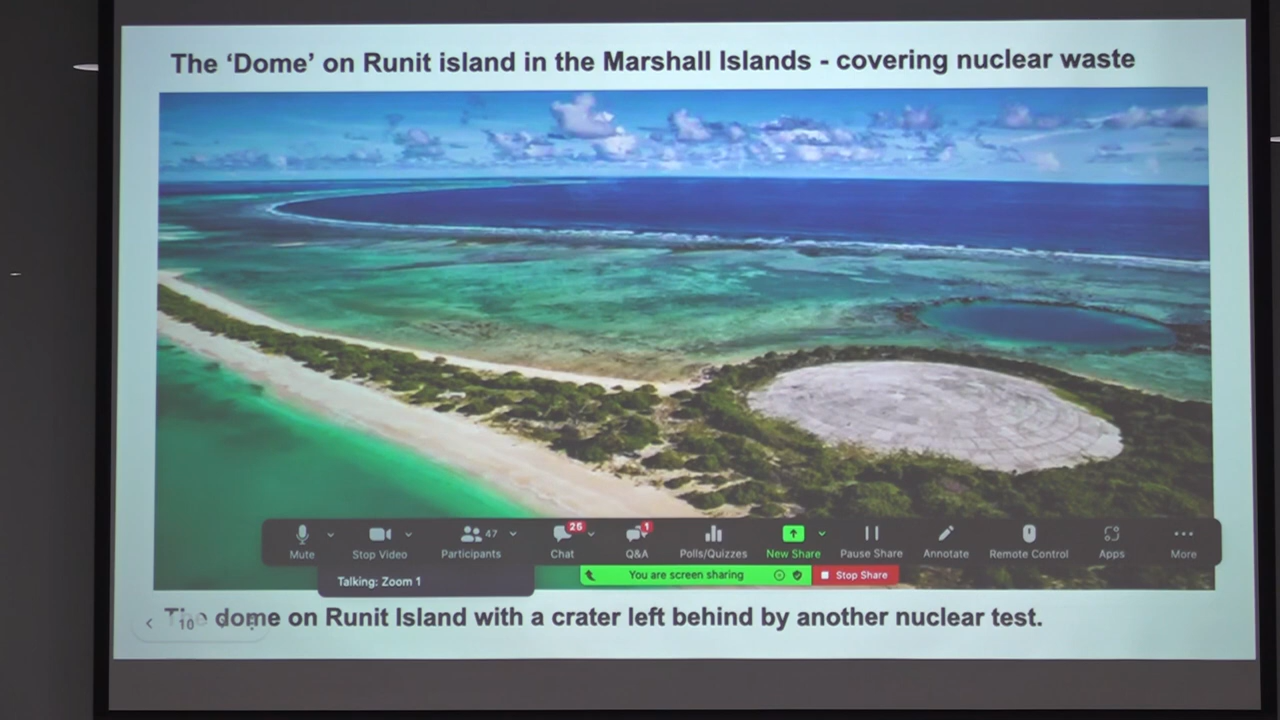 The ‘Dome’ on Runit island in the Marshall Islands - covering nuclear waste
26
1
47
Mute
Stop Video
Participants
Chat
Q&A
Polls/Quizzes
New Share
Pause Share
Annotate
Remote Control
Apps
More
You are screen sharing
Stop Share
Talking: Zoom 1
The dome on Runit Island with a crater left behind by another nuclear test.
10